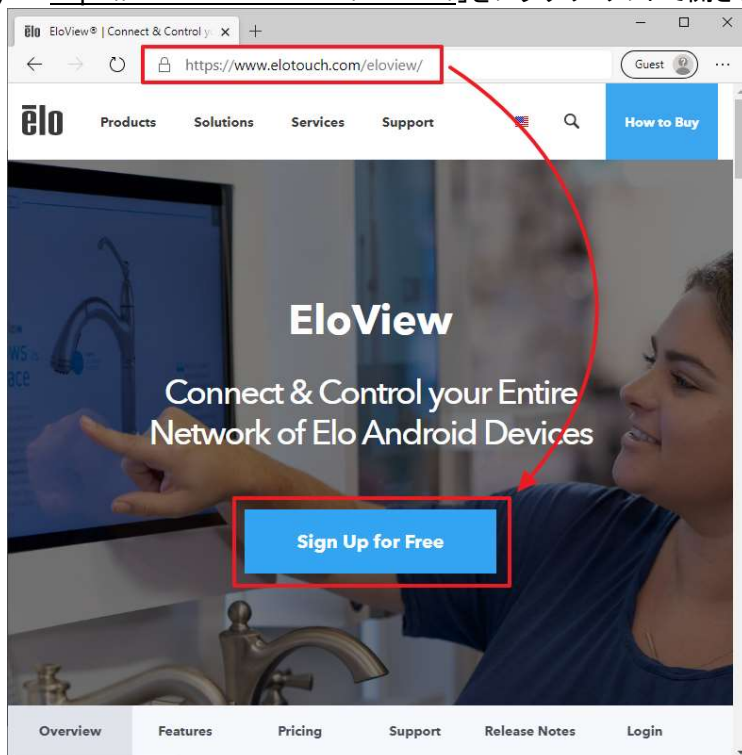 EloView® | Connect & Control y
https://www.elotouch.com/eloview/
Guest
ēlo
Products Solutions Services Support
How to Buy
EloView
Connect & Control your Entire
Network of Elo Android Devices
Sign Up for Free
Overview Features Pricing Support Release Notes Login